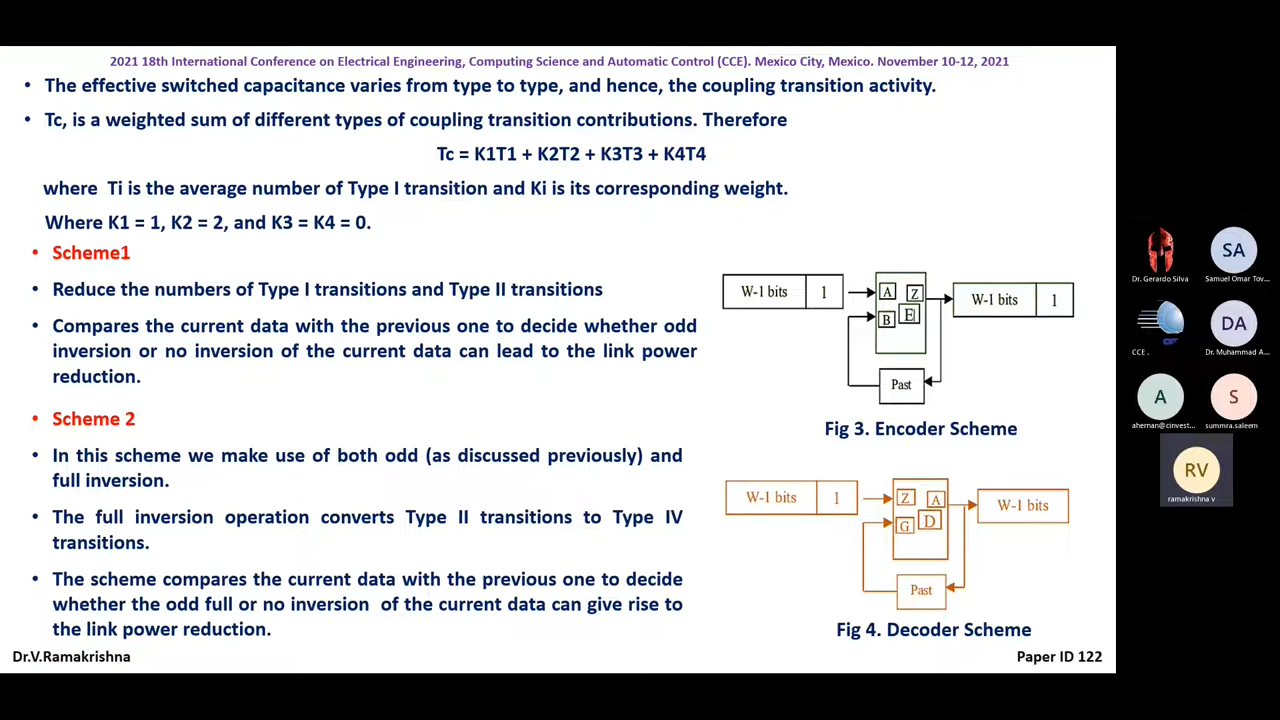 2021 18th International Conference on Electrical Engineering, Computing Science and Automatic Control (CCE). Mexico City, Mexico. November 10-12, 2021
• The effective switched capacitance varies from type to type, and hence, the coupling transition activity.
• Tc, is a weighted sum of different types of coupling transition contributions. Therefore
Tc = K1T1 + K2T2 + K3T3 + K4T4
where Ti is the average number of Type I transition and Ki is its corresponding weight.
Where K1 = 1, K2 = 2, and K3 = K4 = 0.
• Scheme1
• Reduce the numbers of Type I transitions and Type II transitions
• Compares the current data with the previous one to decide whether odd
inversion or no inversion of the current data can lead to the link power
reduction.
• Scheme 2
• In this scheme we make use of both odd (as discussed previously) and
full inversion.
• The full inversion operation converts Type II transitions to Type IV
transitions.
• The scheme compares the current data with the previous one to decide
whether the odd full or no inversion of the current data can give rise to
the link power reduction.
W-1 bits 1
A Z
B E
W-1 bits 1
Past
Fig 3. Encoder Scheme
W-1 bits 1
Z A
G D
W-1 bits
Past
Fig 4. Decoder Scheme
Dr.V.Ramakrishna
Paper ID 122
Dr. Gerardo Silva
SA
Samuel Omar Tov...
CCE .
DA
Dr. Muhammad A...
A
ahernan@cinvest...
S
summra.saleem
RV
ramakrishna v